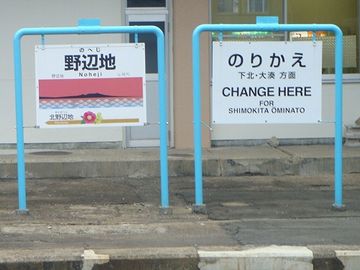 のへじ
野辺地
Noheji
北野辺地
のりかえ
下北・大湊 方面
CHANGE HERE
FOR
SHIMOKITA OMINATO